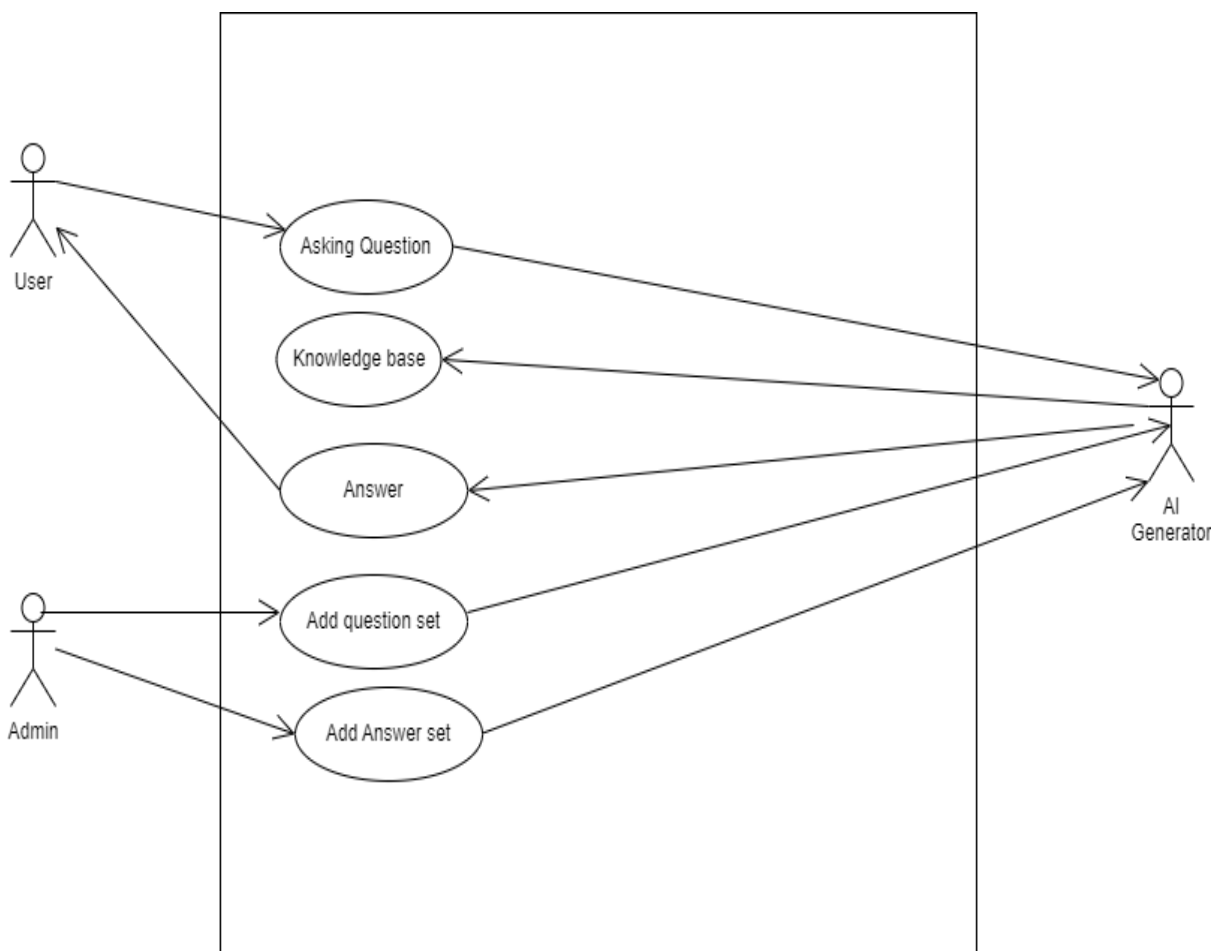 User
Asking Question
Knowledge base
Answer
AI
Generator
Add question set
Admin
Add Answer set